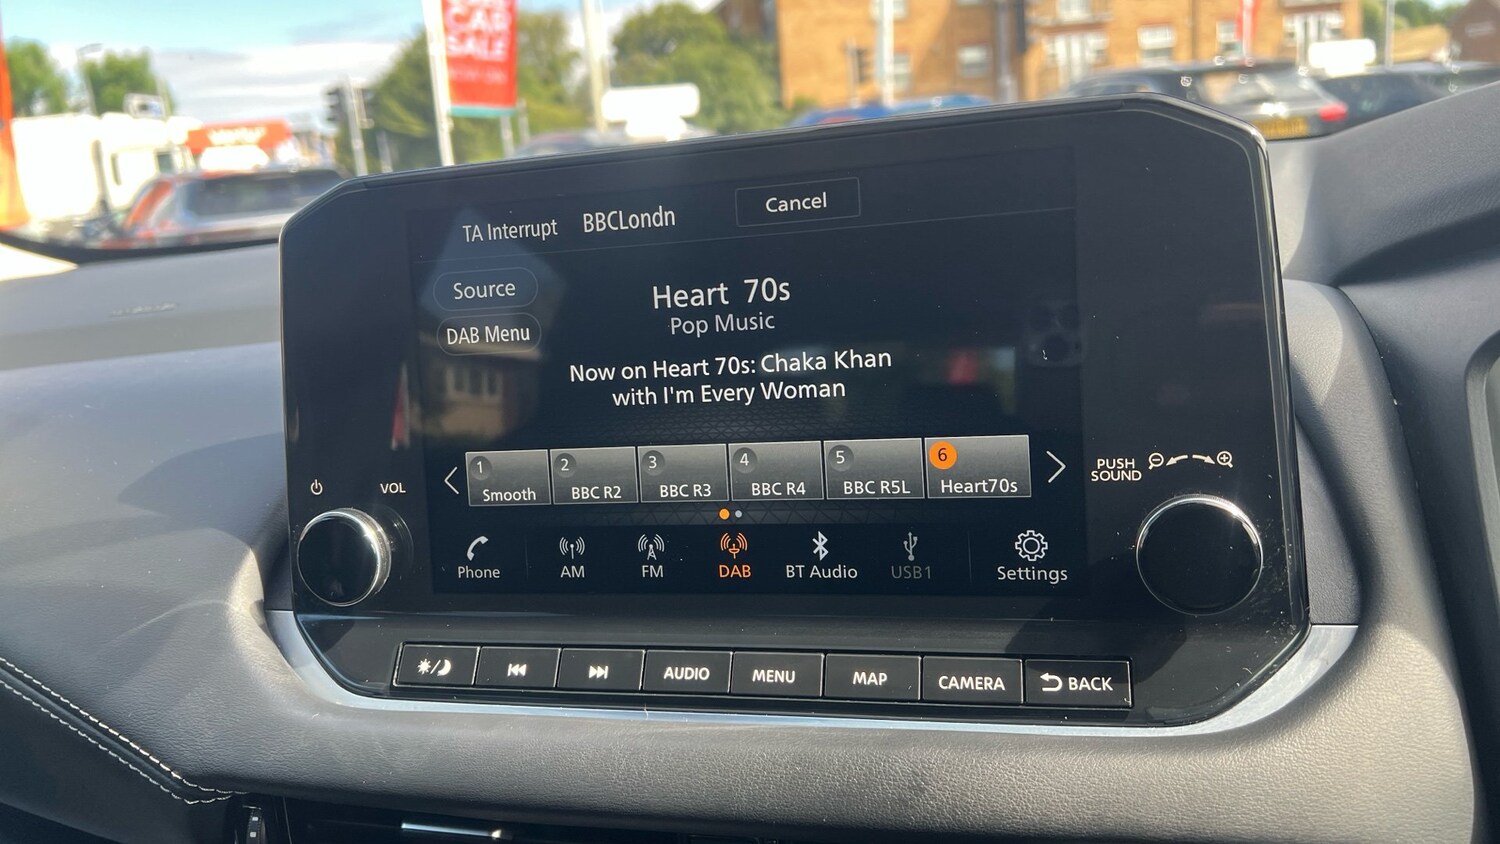 CAR
SALE
TA Interrupt BBCLondn Cancel
Source
DAB Menu
Heart 70s
Pop Music
Now on Heart 70s: Chaka Khan
with I'm Every Woman
1 2 3 4 5 6
Smooth BBC R2 BBC R3 BBC R4 BBC R5L Heart70s
Phone AM FM DAB BT Audio USB1 Settings
VOL
PUSH
SOUND
AUDIO MENU MAP CAMERA BACK